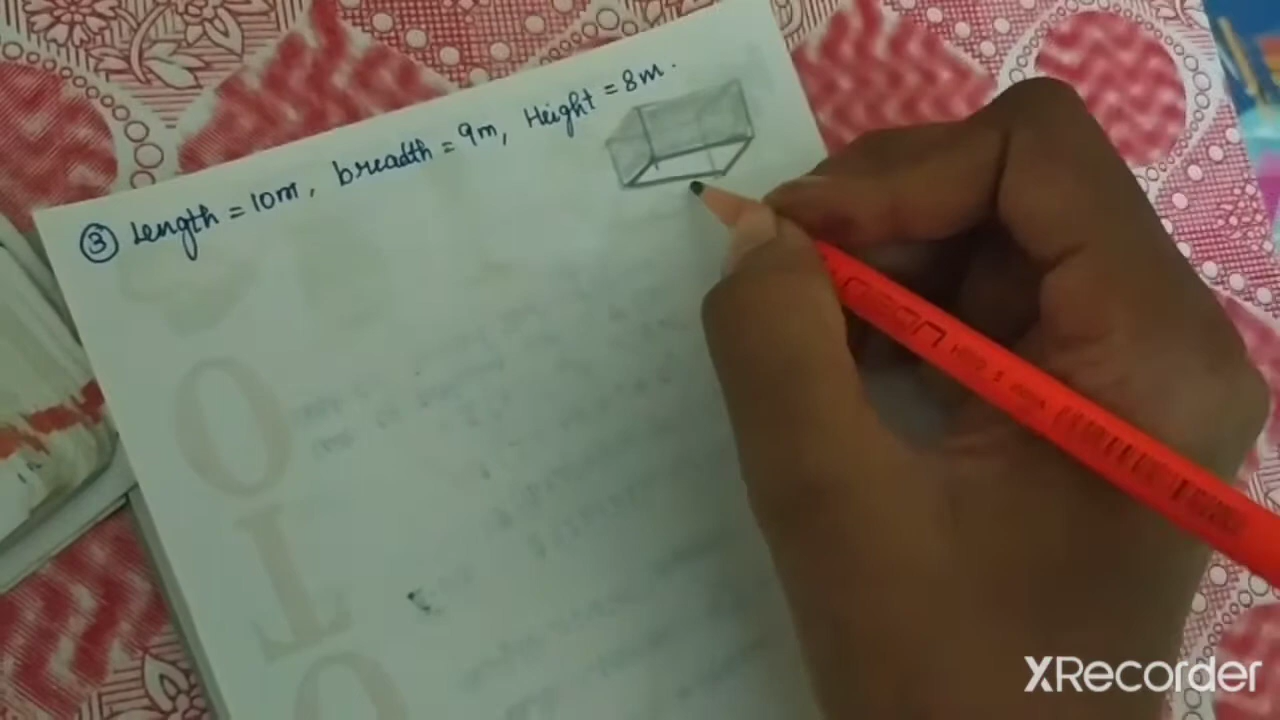 ③ Length = 10m, breadth = 9m, Height = 8m.
XRecorder